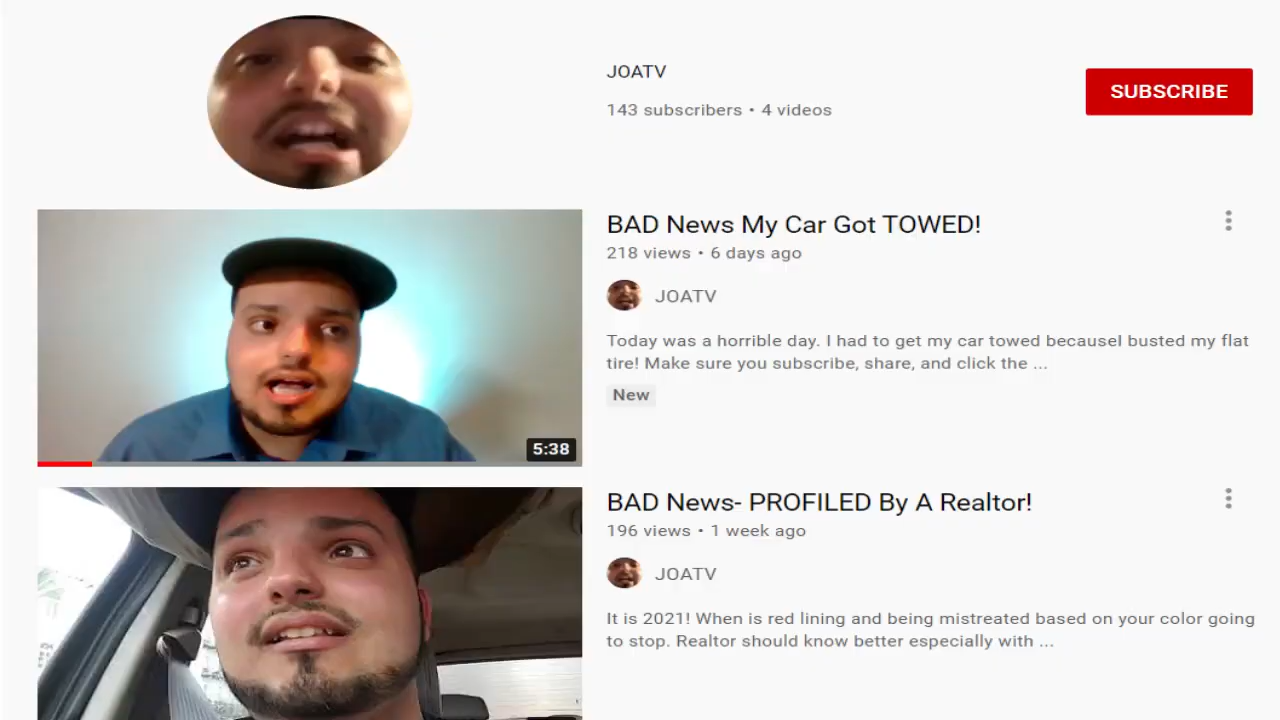 JOATV
143 subscribers • 4 videos
SUBSCRIBE
BAD News My Car Got TOWED!
218 views • 6 days ago
JOATV
Today was a horrible day. I had to get my car towed becauseI busted my flat
tire! Make sure you subscribe, share, and click the ...
New
5:38
BAD News- PROFILED By A Realtor!
196 views • 1 week ago
JOATV
It is 2021! When is red lining and being mistreated based on your color going
to stop. Realtor should know better especially with ...